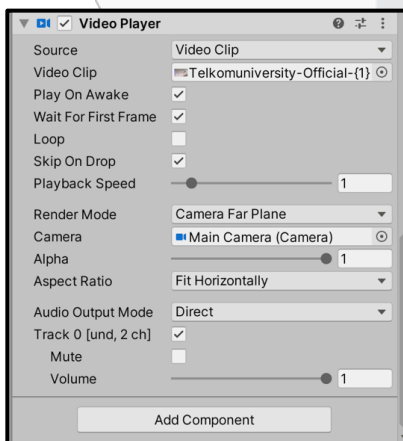 Video Player
Source Video Clip
Video Clip Telkomuniversity-Official-{1}
Play On Awake
Wait For First Frame
Loop
Skip On Drop
Playback Speed 1
Render Mode Camera Far Plane
Camera Main Camera (Camera)
Alpha 1
Aspect Ratio Fit Horizontally
Audio Output Mode Direct
Track 0 [und, 2 ch]
Mute
Volume 1
Add Component